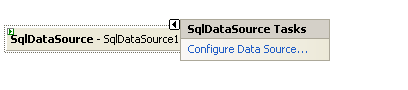 SqlDataSource - SqlDataSource1
SqlDataSource Tasks
Configure Data Source...